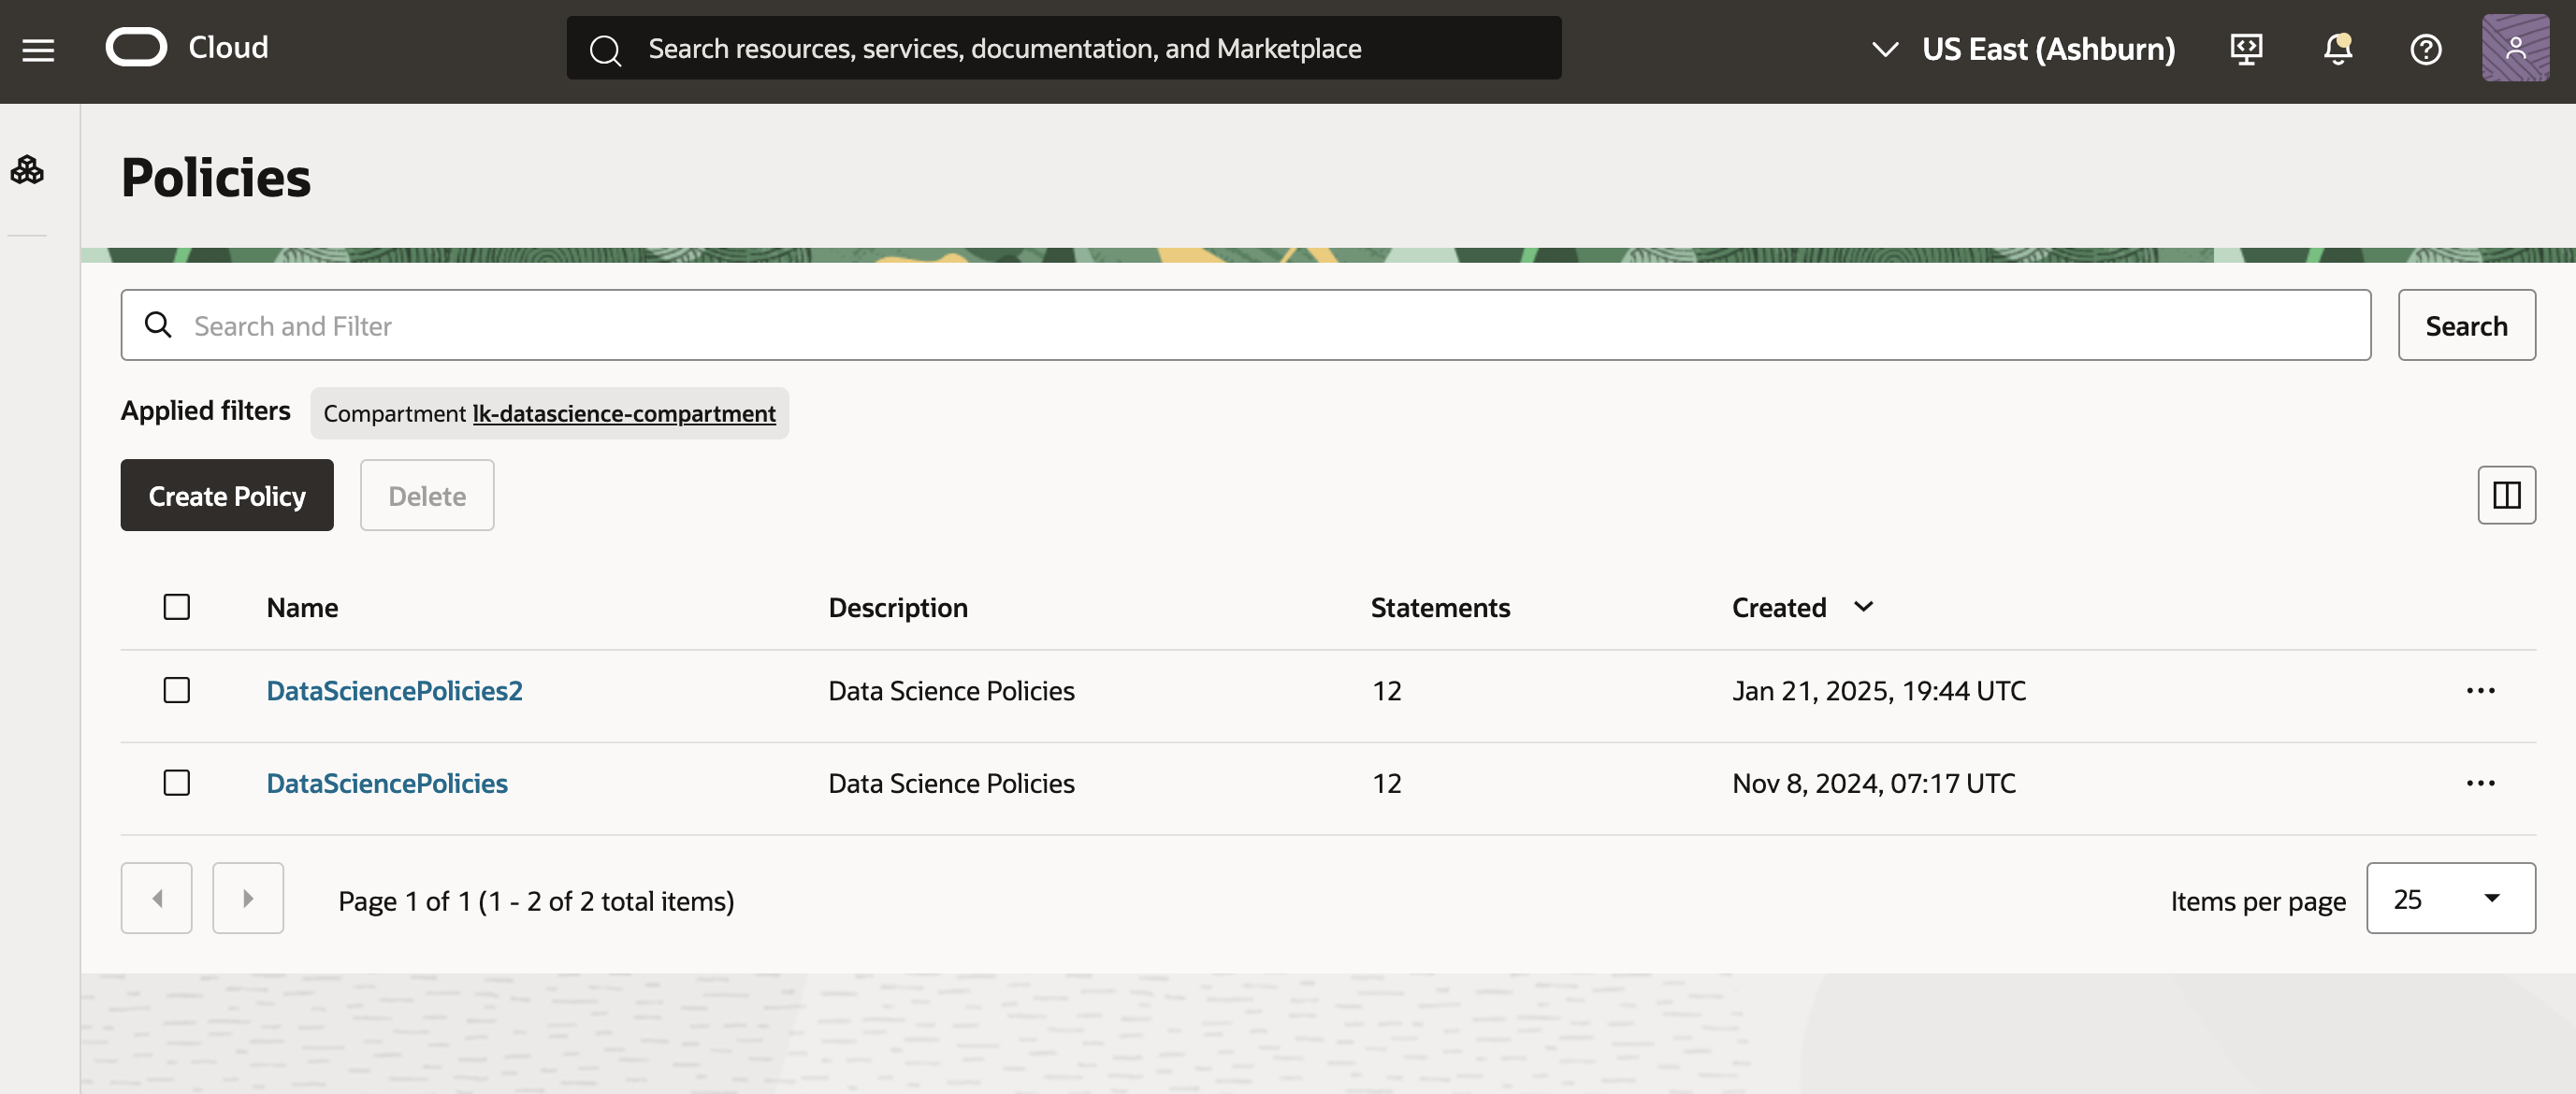 Cloud
Search resources, services, documentation, and Marketplace
US East (Ashburn)
Policies
Search and Filter
Search
Applied filters
Compartment lk-datascience-compartment
Create Policy
Delete
Name Description Statements Created
DataSciencePolicies2 Data Science Policies 12 Jan 21, 2025, 19:44 UTC
DataSciencePolicies Data Science Policies 12 Nov 8, 2024, 07:17 UTC
Page 1 of 1 (1 - 2 of 2 total items)
Items per page 25